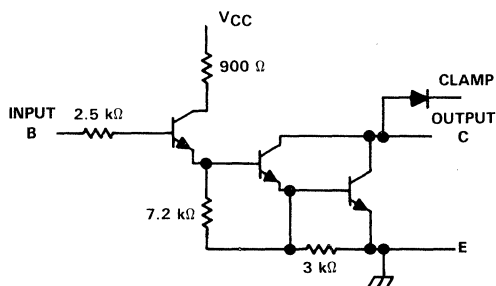 VCC
900 Ω
CLAMP
INPUT
B
2.5 kΩ
OUTPUT
C
7.2 kΩ
3 kΩ
E